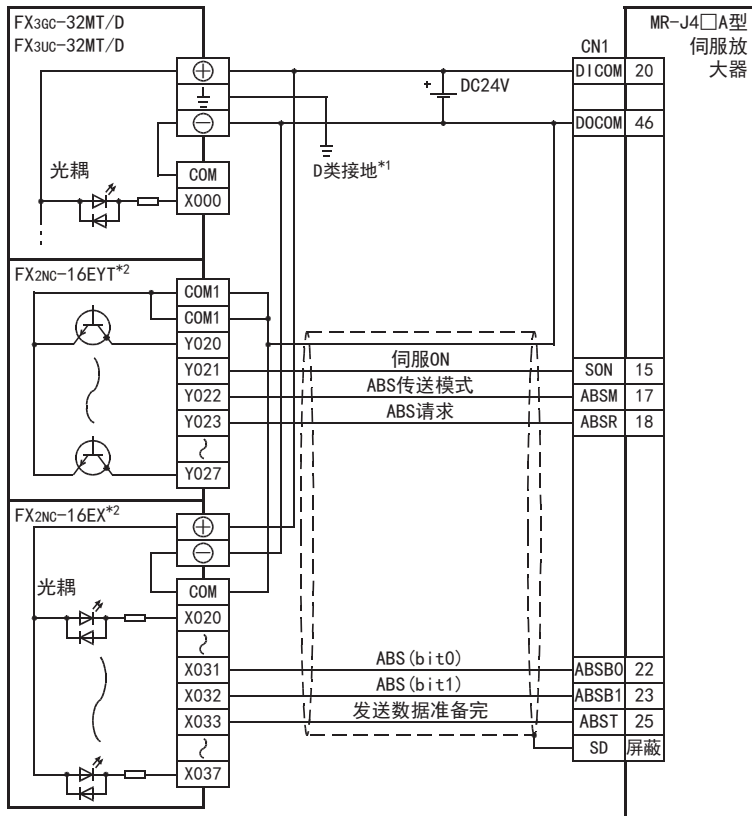 FX3GC-32MT/D
FX3UC-32MT/D
MR-J4□A型
伺服放
大器
CN1
DICOM 20
DC24V
+
DOCOM 46
D类接地*1
光耦
COM
X000
FX2NC-16EYT*2
COM1
COM1
Y020
Y021
伺服ON
SON 15
Y022
ABS传送模式
ABSM 17
Y023
ABS请求
ABSR 18
Y027
FX2NC-16EX*2
光耦
COM
X020
X031
ABS(bit0)
ABSB0 22
X032
ABS(bit1)
ABSB1 23
X033
发送数据准备完
ABST 25
SD 屏蔽
X037